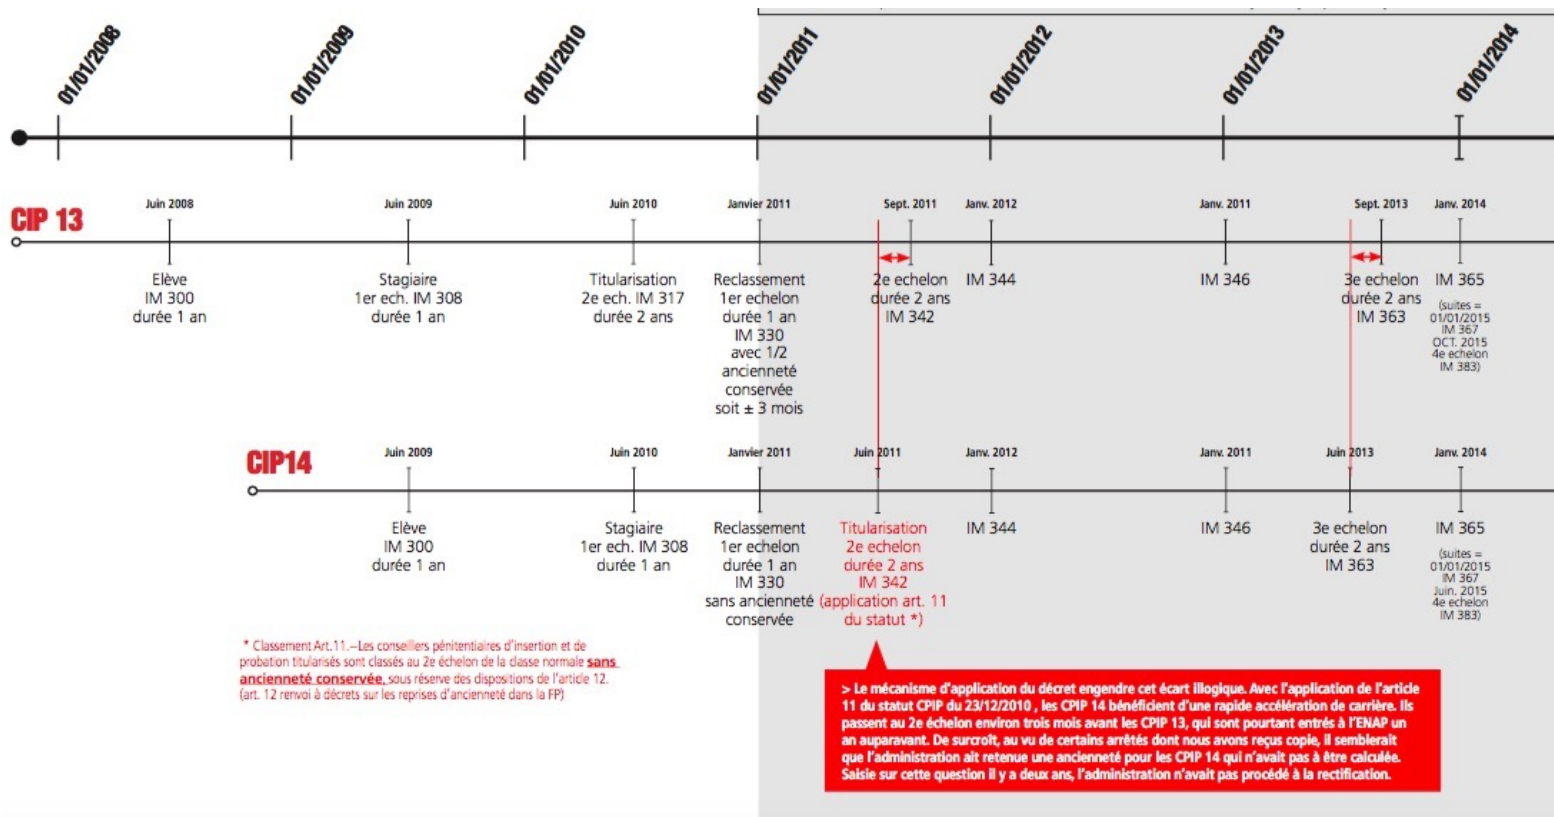 01/01/2008
01/01/2009
01/01/2010
01/01/2011
01/01/2012
01/01/2013
01/01/2014
CIP 13
Juin 2008
Elève
IM 300
durée 1 an
Juin 2009
Stagiaire
1er ech. IM 308
durée 1 an
Juin 2010
Titularisation
2e ech. IM 317
durée 2 ans
Janvier 2011
Reclassement
1er echelon
durée 1 an
IM 330
avec 1/2
ancienneté
conservée
soit ± 3 mois
Sept. 2011
2e echelon
durée 2 ans
IM 342
Janv. 2012
IM 344
Janv. 2011
IM 346
Sept. 2013
3e echelon
durée 2 ans
IM 363
Janv. 2014
IM 365
(suites =
01/01/2015
IM 367
OCT. 2015
4e echelon
IM 383)
CIP14
Juin 2009
Elève
IM 300
durée 1 an
Juin 2010
Stagiaire
1er ech. IM 308
durée 1 an
Janvier 2011
Reclassement
1er echelon
durée 1 an
IM 330
sans ancienneté
conservée
Juin 2011
Titularisation
2e echelon
durée 2 ans
IM 342
(application art. 11
du statut *)
Janv. 2012
IM 344
Janv. 2011
IM 346
Juin 2013
3e echelon
durée 2 ans
IM 363
Janv. 2014
IM 365
(suites =
01/01/2015
IM 367
Juin. 2015
4e echelon
IM 383)
* Classement Art.11.–Les conseillers pénitentiaires d'insertion et de
probation titularisés sont classés au 2e échelon de la classe normale sans
ancienneté conservée, sous réserve des dispositions de l'article 12.
(art. 12 renvoi à décrets sur les reprises d'ancienneté dans la FP)
> Le mécanisme d'application du décret engendre cet écart illogique. Avec l'application de l'article
11 du statut CPIP du 23/12/2010 , les CPIP 14 bénéficient d'une rapide accélération de carrière. Ils
passent au 2e échelon environ trois mois avant les CPIP 13, qui sont pourtant entrés à l'ENAP un
an auparavant. De surcroît, au vu de certains arrêtés dont nous avons reçus copie, il semblerait
que l'administration ait retenue une ancienneté pour les CPIP 14 qui n'avait pas à être calculée.
Saisie sur cette question il y a deux ans, l'administration n'avait pas procédé à la rectification.